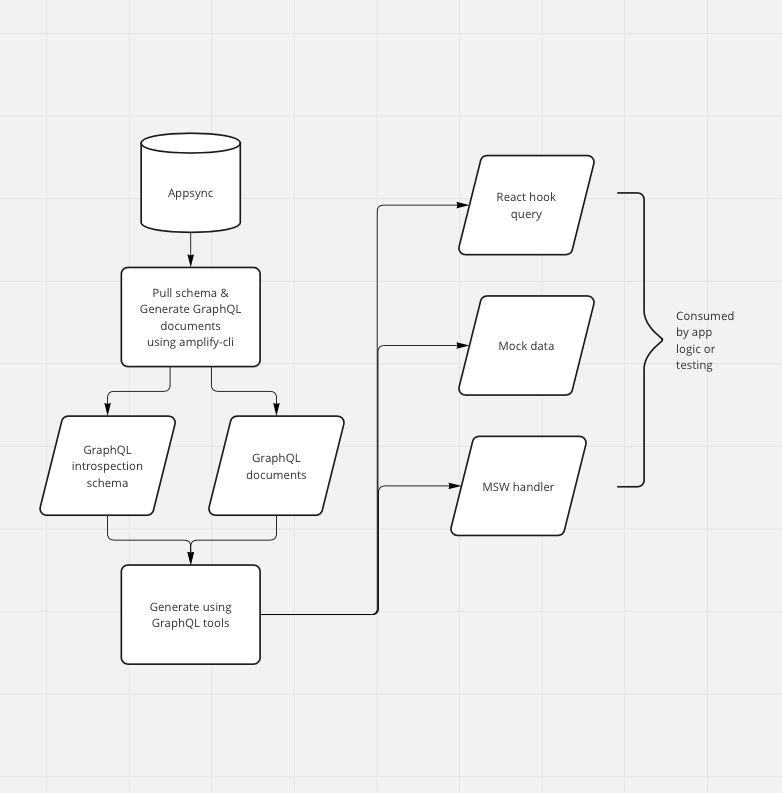 Appsync
Pull schema &
Generate GraphQL
documents
using amplify-cli
GraphQL
introspection
schema
GraphQL
documents
Generate using
GraphQL tools
React hook
query
Mock data
MSW handler
Consumed
by app
logic or
testing